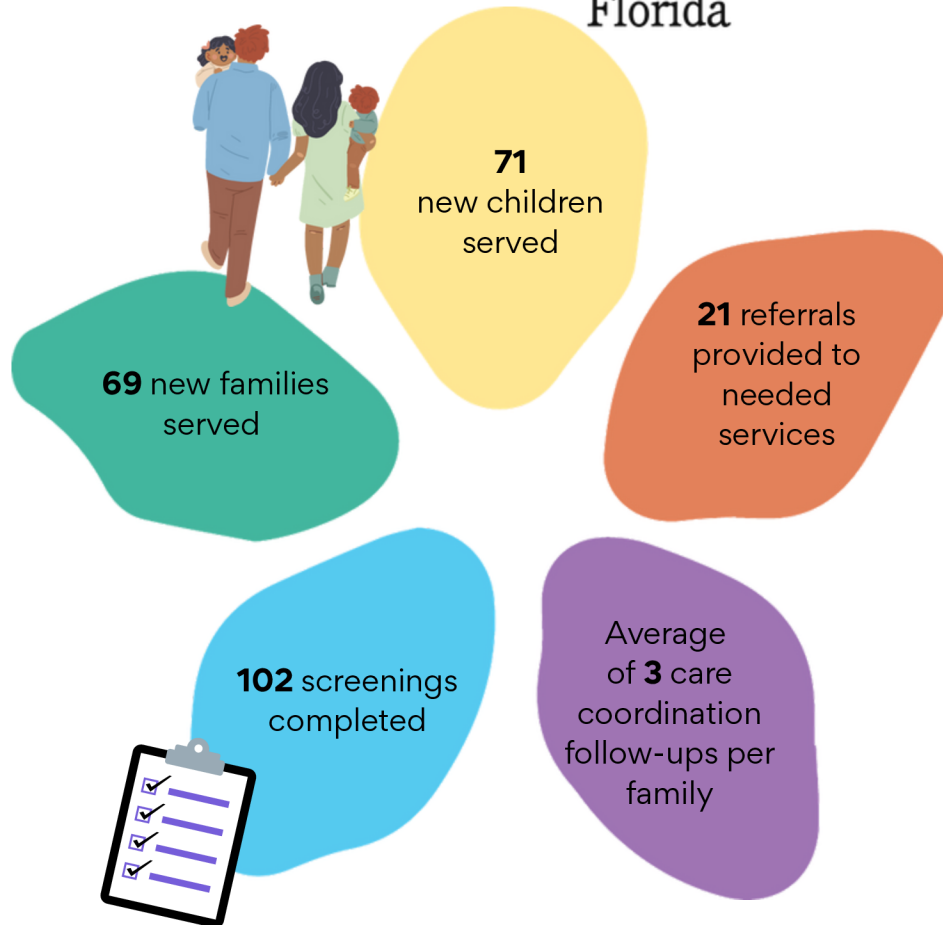 Florida
71
new children
served
21 referrals
provided to
needed
services
69 new families
served
102 screenings
completed
Average
of 3 care
coordination
follow-ups per
family